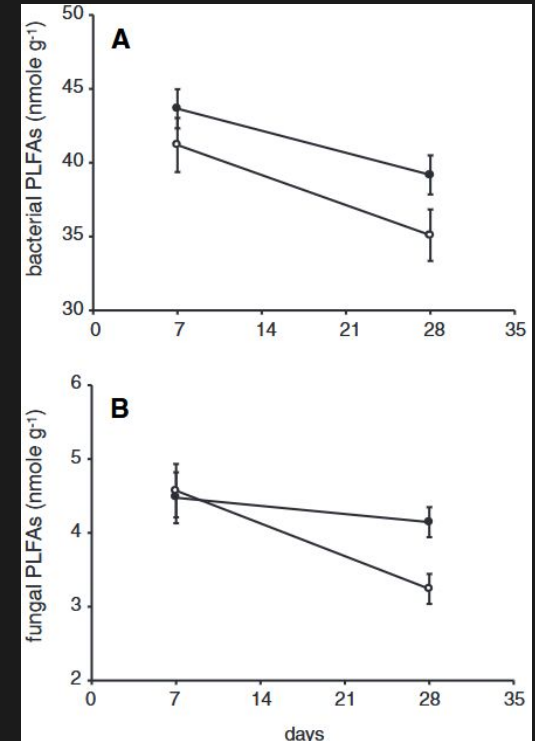 A
bacterial PLFAs (nmole g-1)
50
45
40
35
30
0 7 14 21 28 35
B
fungal PLFAs (nmole g-1)
6
5
4
3
2
0 7 14 21 28 35
days